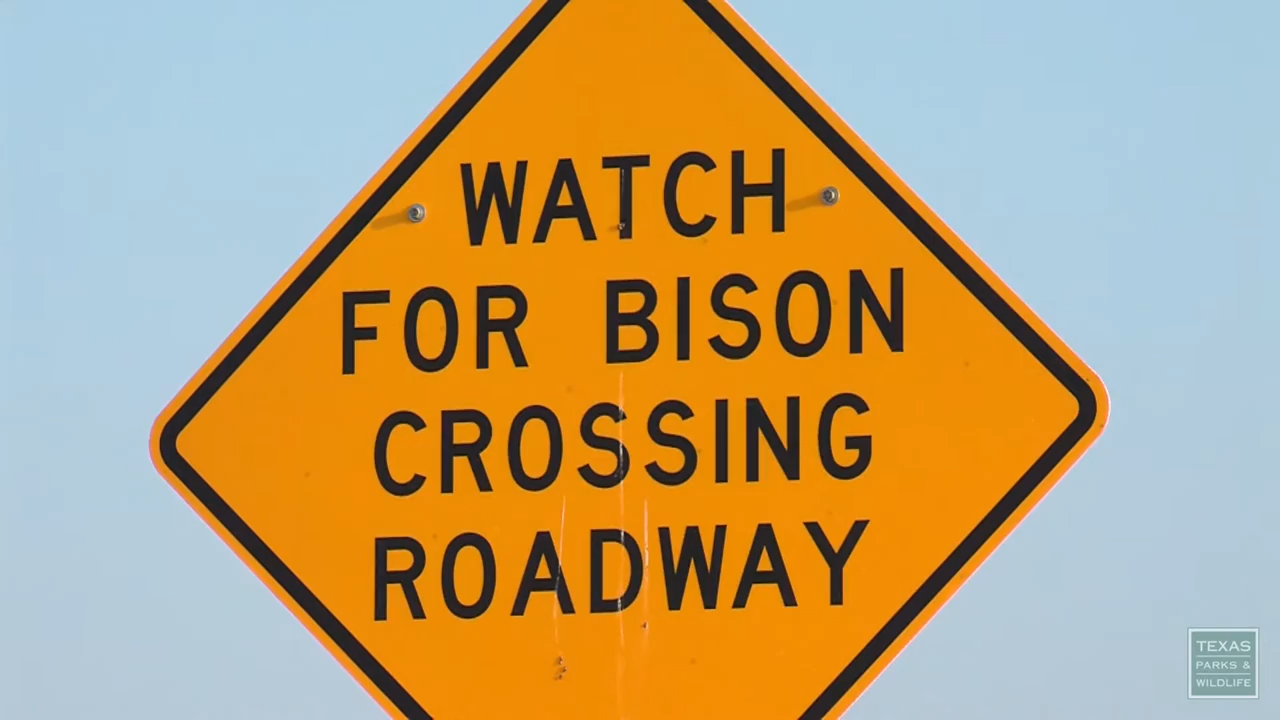 WATCH
FOR BISON
CROSSING
ROADWAY
TEXAS
PARKS &
WILDLIFE